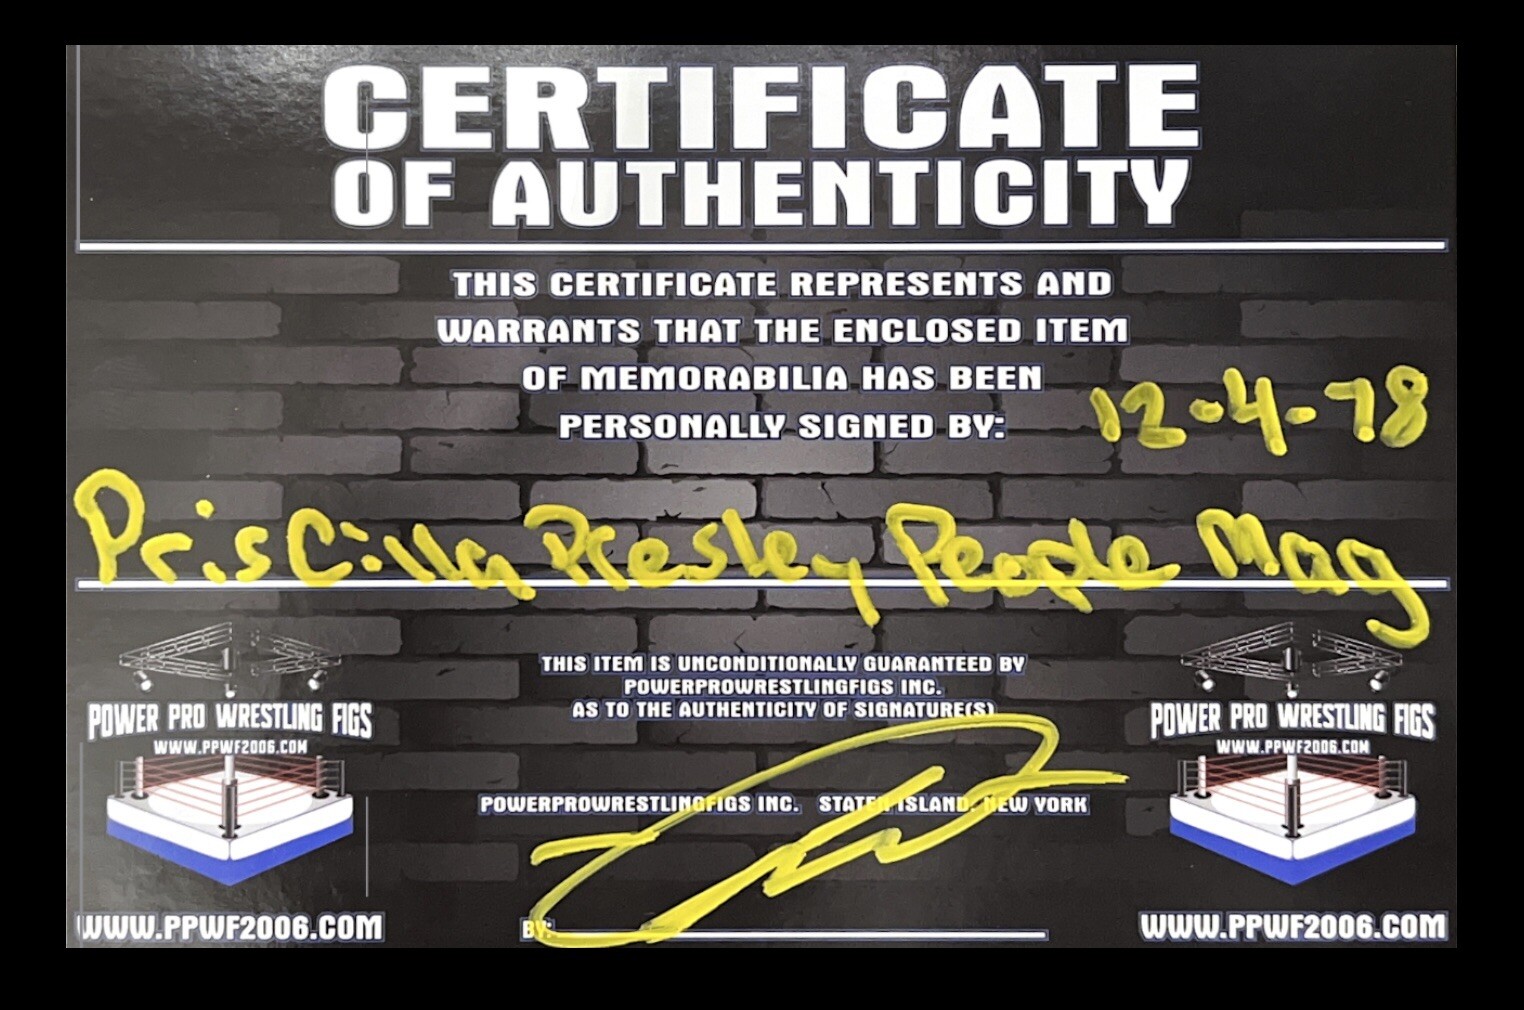 CERTIFICATE
OF AUTHENTICITY
THIS CERTIFICATE REPRESENTS AND
WARRANTS THAT THE ENCLOSED ITEM
OF MEMORABILIA HAS BEEN
PERSONALLY SIGNED BY:
12-4-78
Priscilla Presley People Mag
THIS ITEM IS UNCONDITIONALLY GUARANTEED BY
POWERPROWRESTLINGFIGS INC.
AS TO THE AUTHENTICITY OF SIGNATURE(S)
POWER PRO WRESTLING FIGS
WWW.PPWF2006.COM
POWER PRO WRESTLING FIGS
WWW.PPWF2006.COM
POWERPROWRESTLINGFIGS INC. STATEN ISLAND, NEW YORK
WWW.PPWF2006.COM
BY:
WWW.PPWF2006.COM